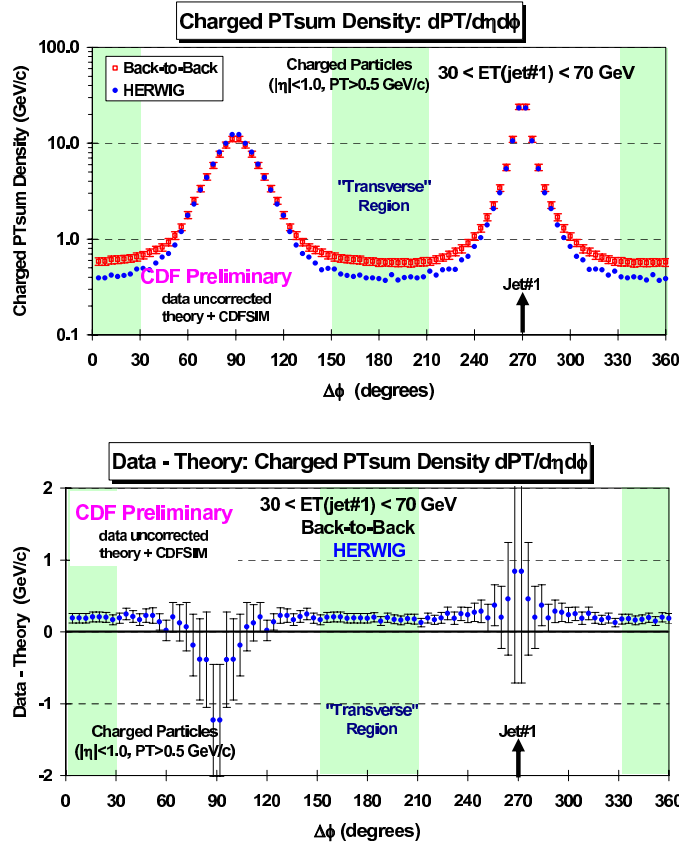 Charged PTsum Density: dPT/dηdϕ
Charged PTsum Density (GeV/c)
100.0
10.0
1.0
0.1
Back-to-Back
HERWIG
Charged Particles
(|η|<1.0, PT>0.5 GeV/c)
30 < ET(jet#1) < 70 GeV
"Transverse"
Region
CDF Preliminary
data uncorrected
theory + CDFSIM
Jet#1
0 30 60 90 120 150 180 210 240 270 300 330 360
Δϕ (degrees)
Data - Theory: Charged PTsum Density dPT/dηdϕ
Data - Theory (GeV/c)
2
1
0
-1
-2
CDF Preliminary
data uncorrected
theory + CDFSIM
30 < ET(jet#1) < 70 GeV
Back-to-Back
HERWIG
Charged Particles
(|η|<1.0, PT>0.5 GeV/c)
"Transverse"
Region
Jet#1
0 30 60 90 120 150 180 210 240 270 300 330 360
Δϕ (degrees)